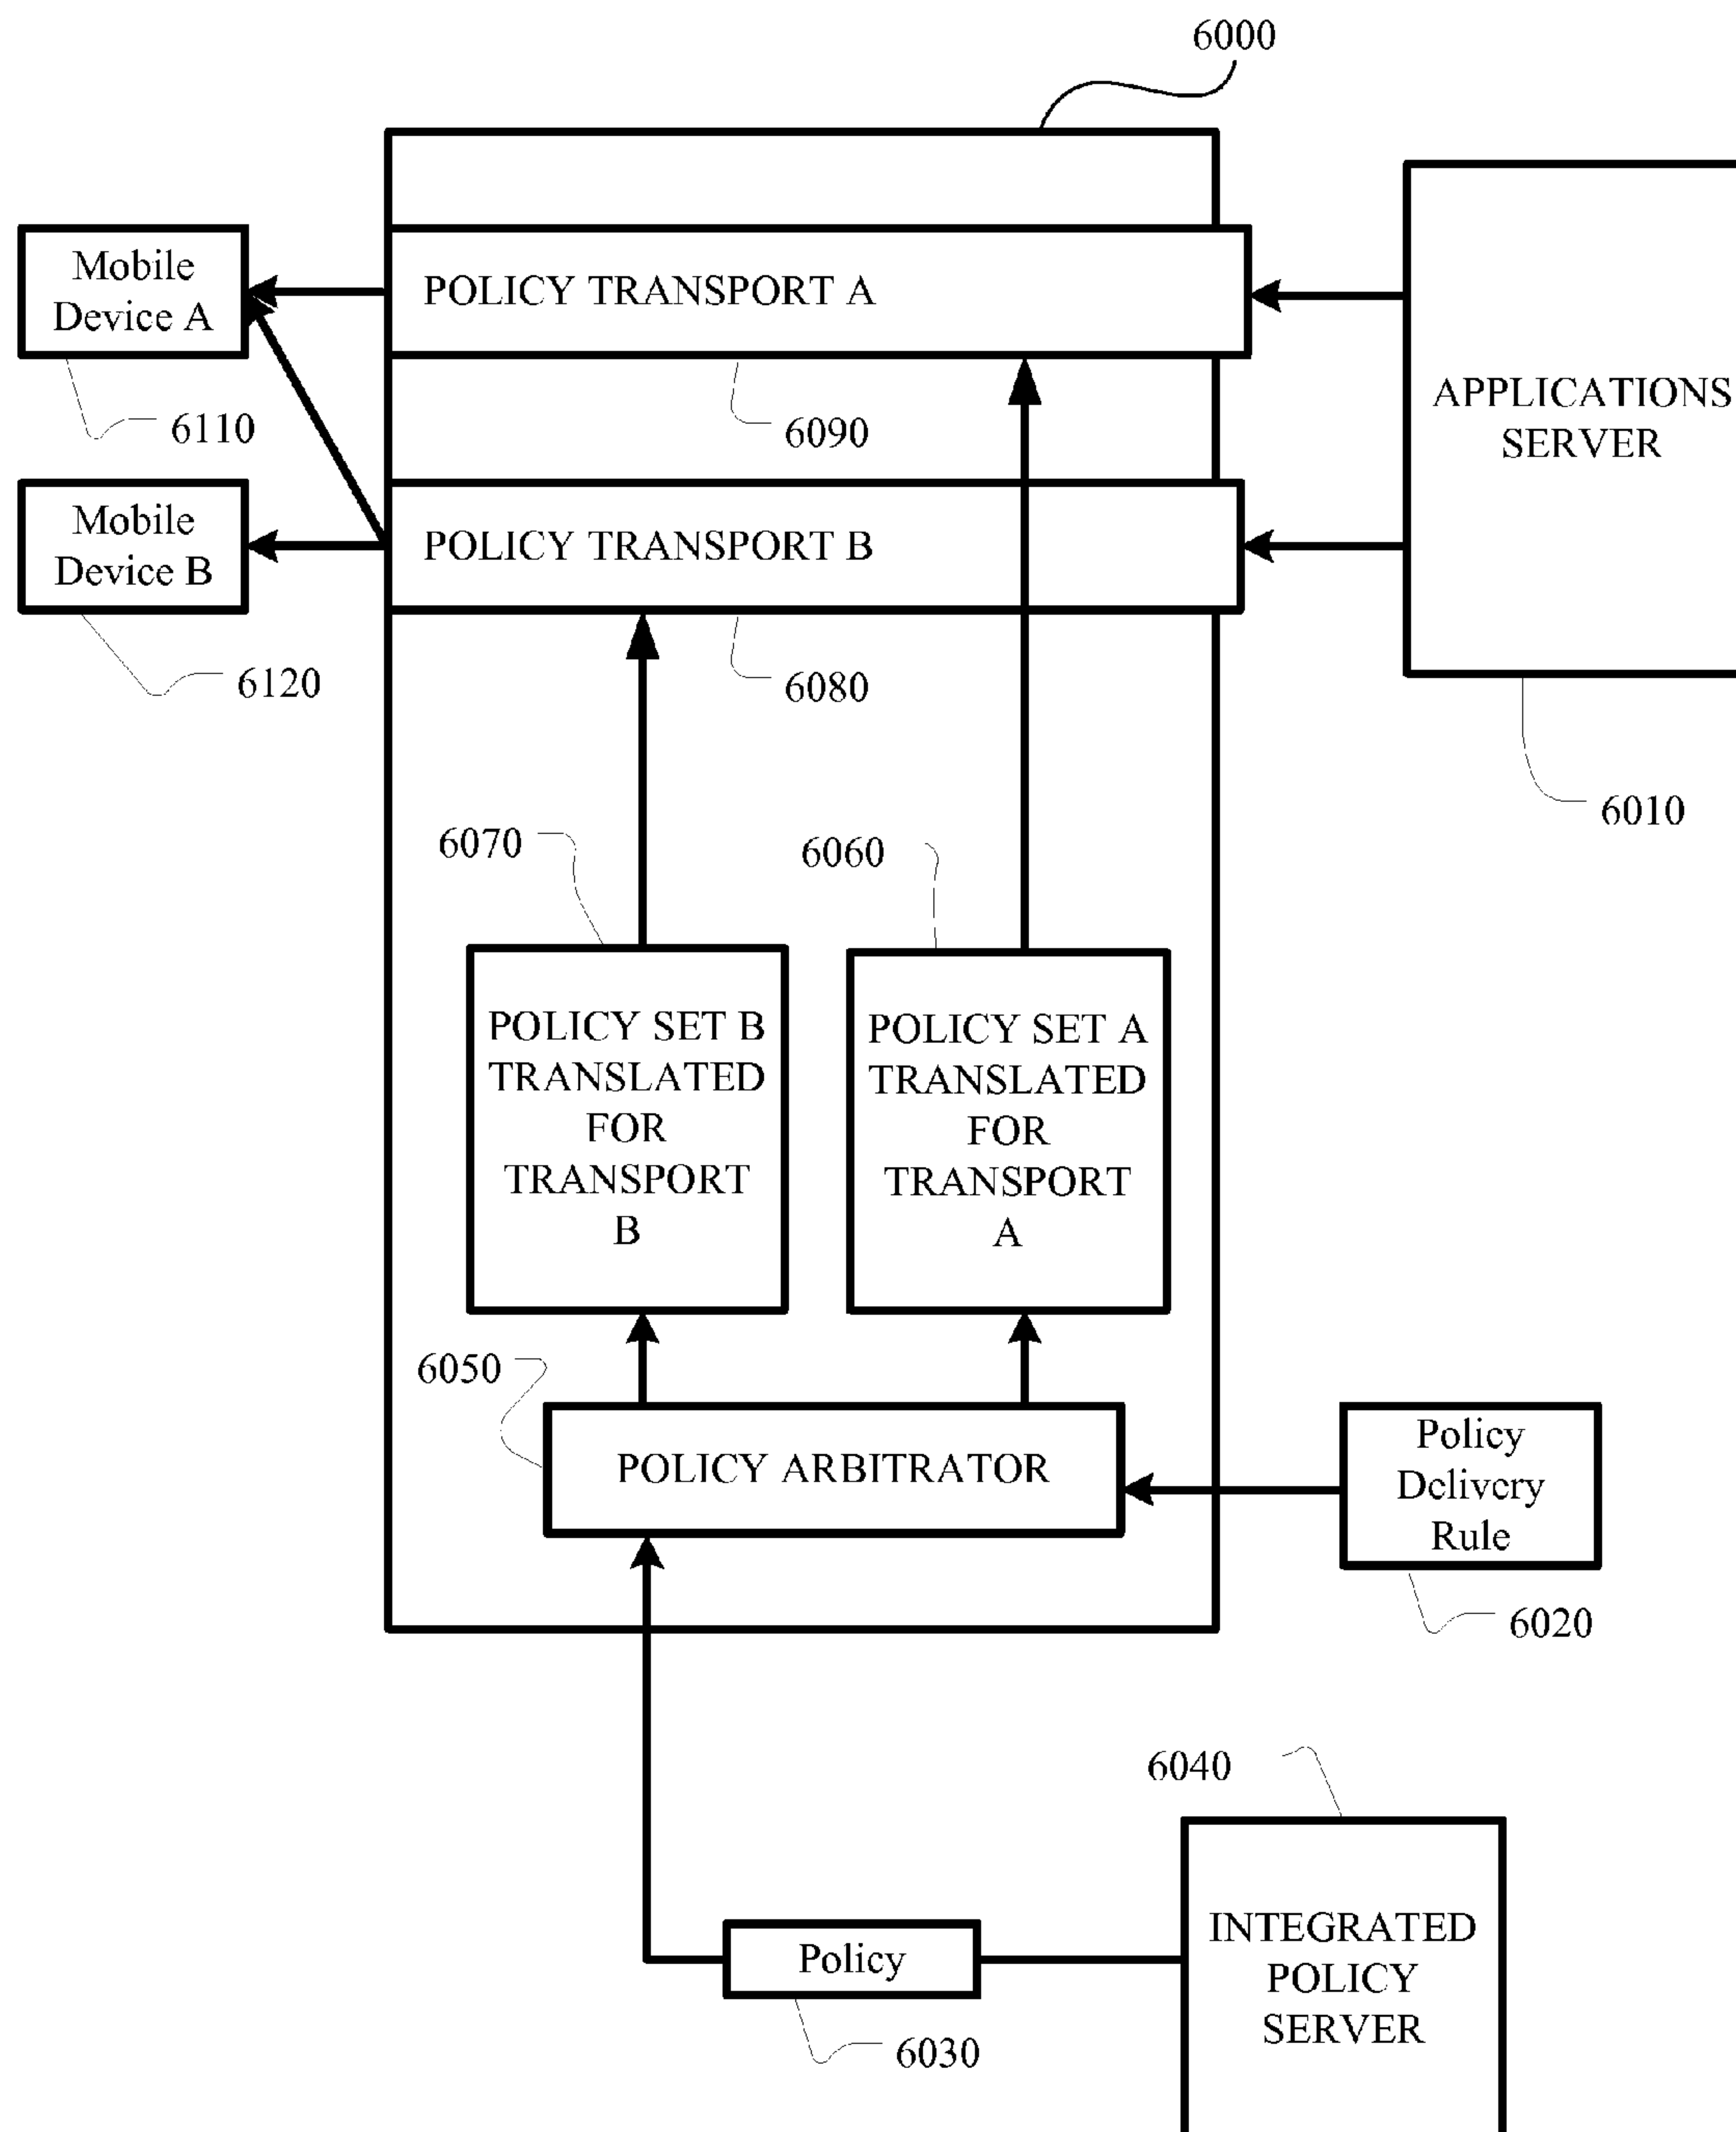 6000
Mobile
Device A
POLICY TRANSPORT A
APPLICATIONS
SERVER
6110
6090
Mobile
Device B
POLICY TRANSPORT B
6120
6080
6010
6070
6060
POLICY SET B
TRANSLATED
FOR
TRANSPORT
B
POLICY SET A
TRANSLATED
FOR
TRANSPORT
A
6050
POLICY ARBITRATOR
Policy
Delivery
Rule
6020
6040
INTEGRATED
POLICY
SERVER
Policy
6030